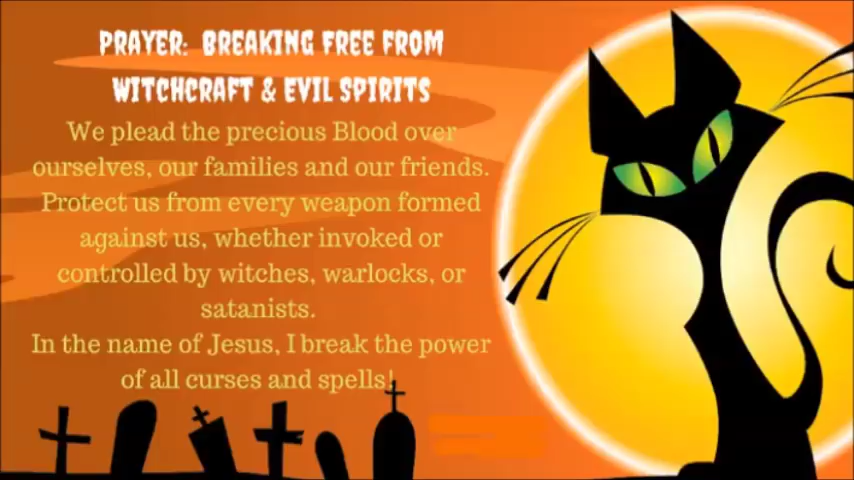 PRAYER: BREAKING FREE FROM
WITCHCRAFT & EVIL SPIRITS
We plead the precious Blood over
ourselves, our families and our friends.
Protect us from every weapon formed
against us, whether invoked or
controlled by witches, warlocks, or
satanists.
In the name of Jesus, I break the power
of all curses and spells!